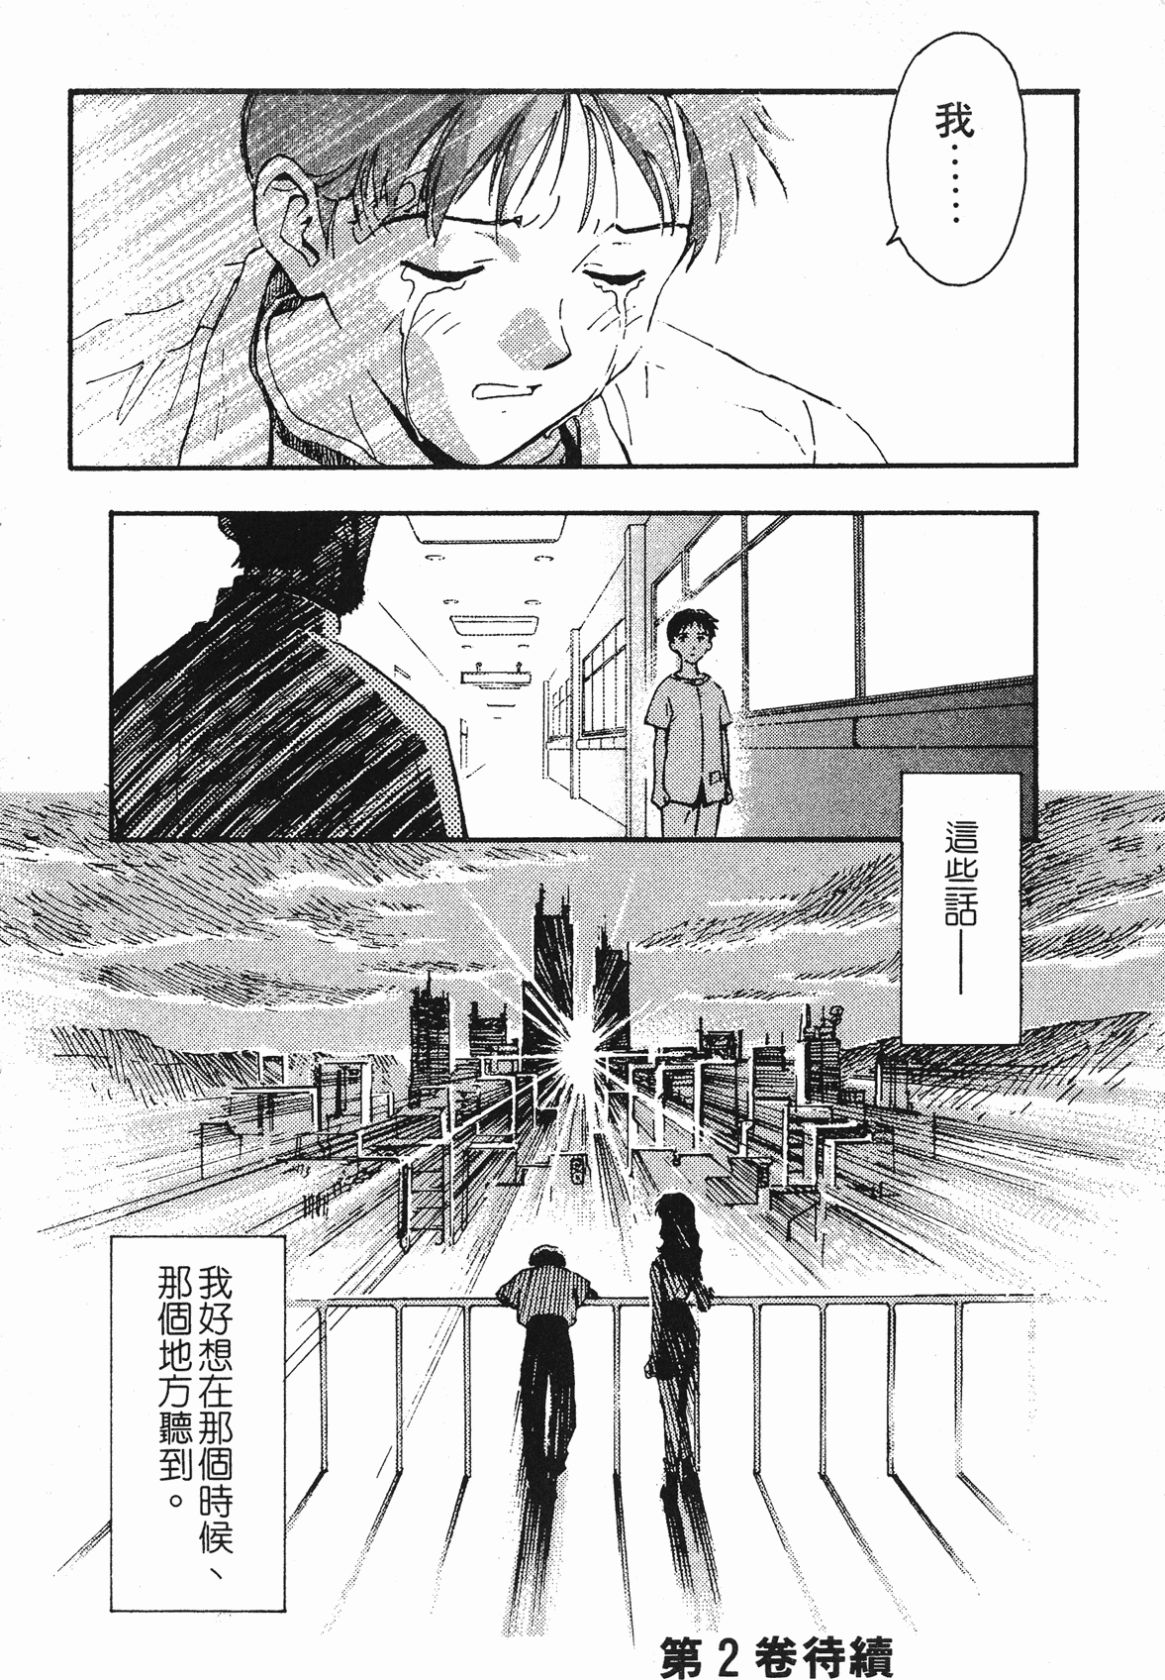 我……
這些話——
我好想在那個時候、
那個地方聽到。
第2卷待續